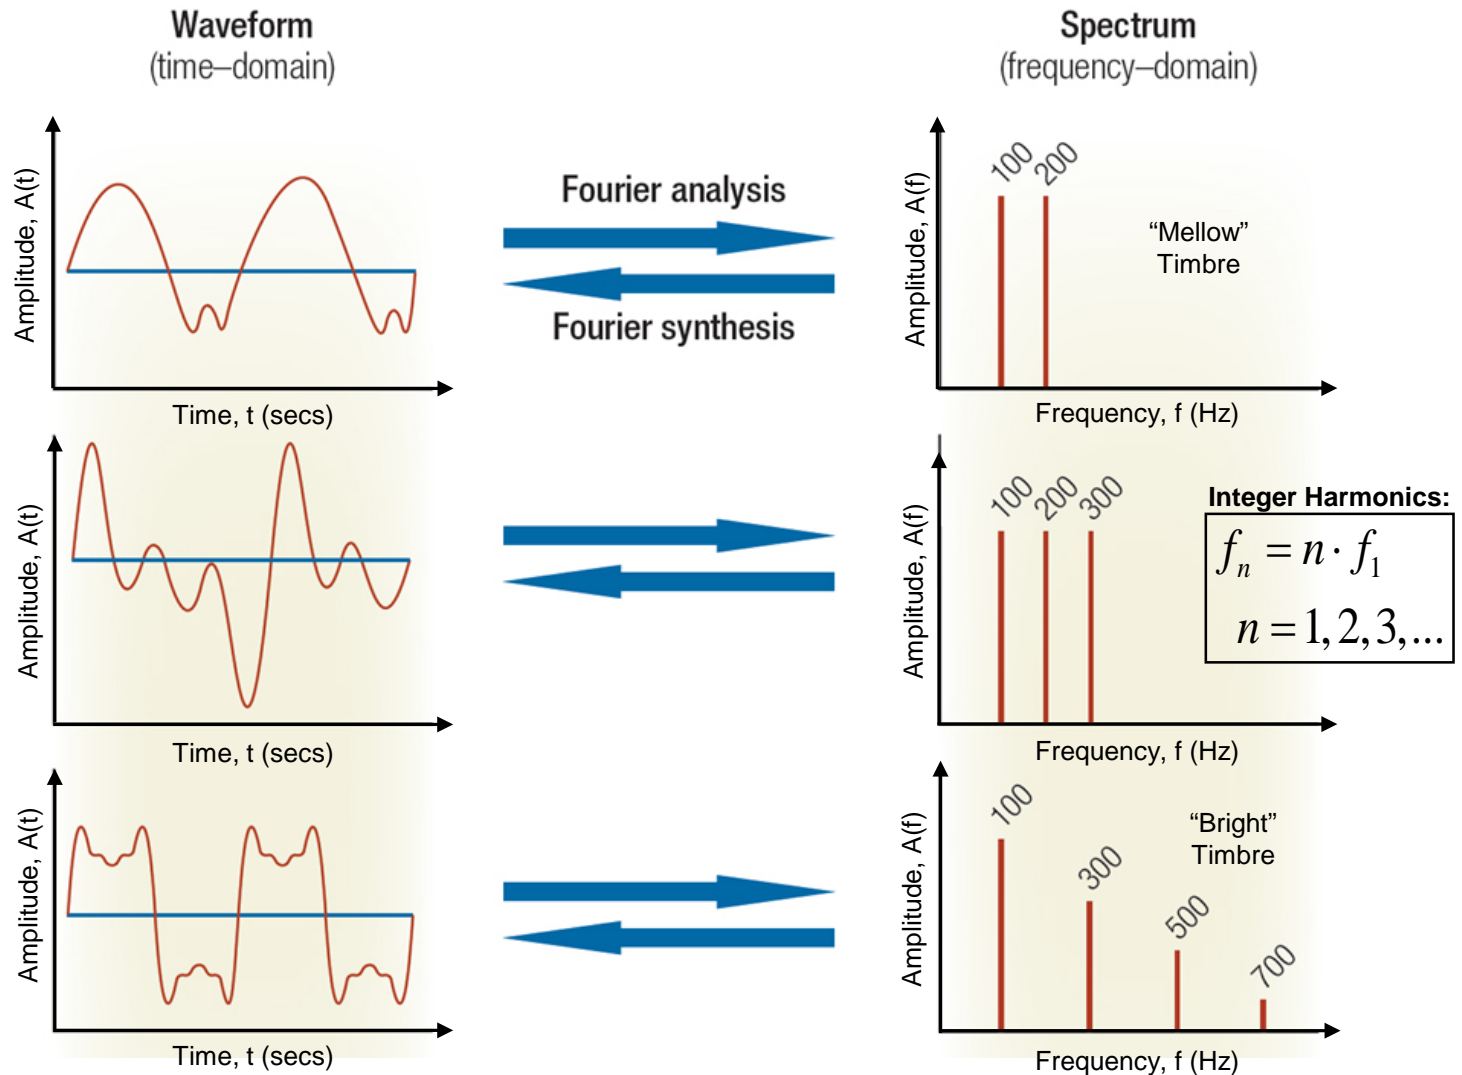 Waveform
(time–domain)
Spectrum
(frequency–domain)
Amplitude, A(t)
Time, t (secs)
Fourier analysis
Fourier synthesis
Amplitude, A(f)
100
200
"Mellow"
Timbre
Frequency, f (Hz)
Amplitude, A(t)
Time, t (secs)
Amplitude, A(f)
100
200
300
Frequency, f (Hz)
Integer Harmonics:
fₙ = n · f₁
n = 1, 2, 3, ...
Amplitude, A(t)
Time, t (secs)
Amplitude, A(f)
100
300
500
700
"Bright"
Timbre
Frequency, f (Hz)